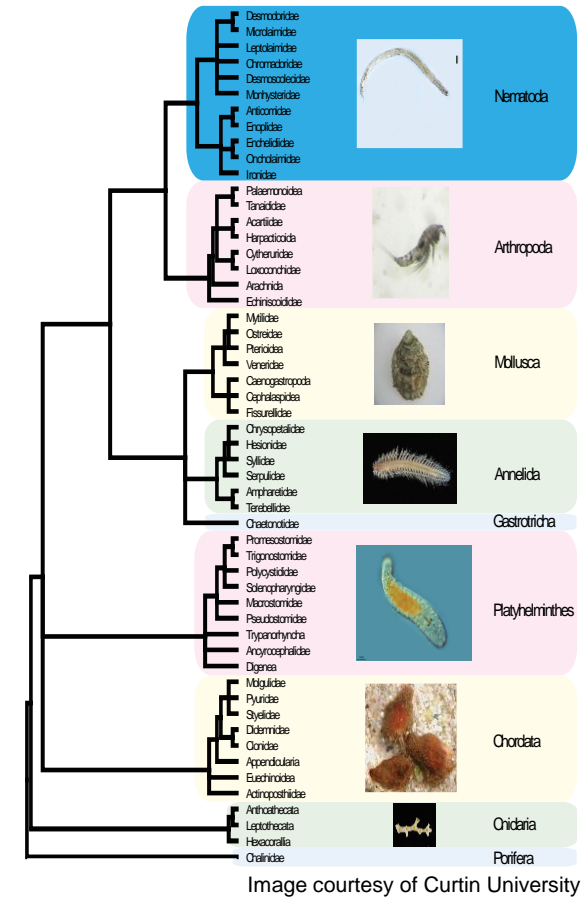 Desmodoridae
Microlaimidae
Leptolaimidae
Chromadoridae
Desmoscolecidae
Monhysteridae
Anticomidae
Enoplidae
Enchelidiidae
Oncholaimidae
Ironidae
Nematoda
Palaemonoidea
Tanaididae
Acartiidae
Harpacticoida
Cytheruridae
Loxoconchidae
Arachnida
Echiniscoididae
Arthropoda
Mytilidae
Ostreidae
Pterioidea
Veneridae
Caenogastropoda
Cephalaspidea
Fissurellidae
Mollusca
Chrysopetalidae
Hesionidae
Syllidae
Serpulidae
Ampharetidae
Terebellidae
Annelida
Chaetonotidae
Gastrotricha
Promesostomidae
Trigonostomidae
Polycystididae
Solenopharyngidae
Macrostomidae
Pseudostomidae
Trypanorhyncha
Ancyrocephalidae
Digenea
Platyhelminthes
Molgulidae
Pyuridae
Styelidae
Didemnidae
Clonidae
Appendicularia
Euechinoidea
Actinoposthiidae
Chordata
Anthoathecata
Leptothecata
Hexacorallia
Cnidaria
Chalinidae
Porifera
Image courtesy of Curtin University